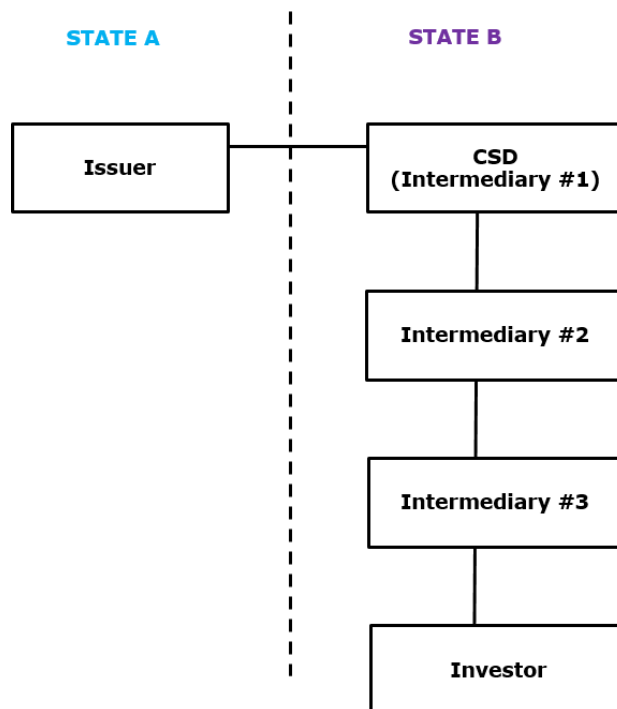 STATE A
STATE B
Issuer
CSD
(Intermediary #1)
Intermediary #2
Intermediary #3
Investor